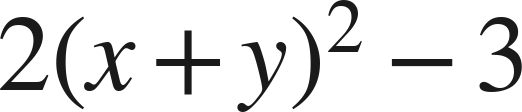 2(x + y)² − 3